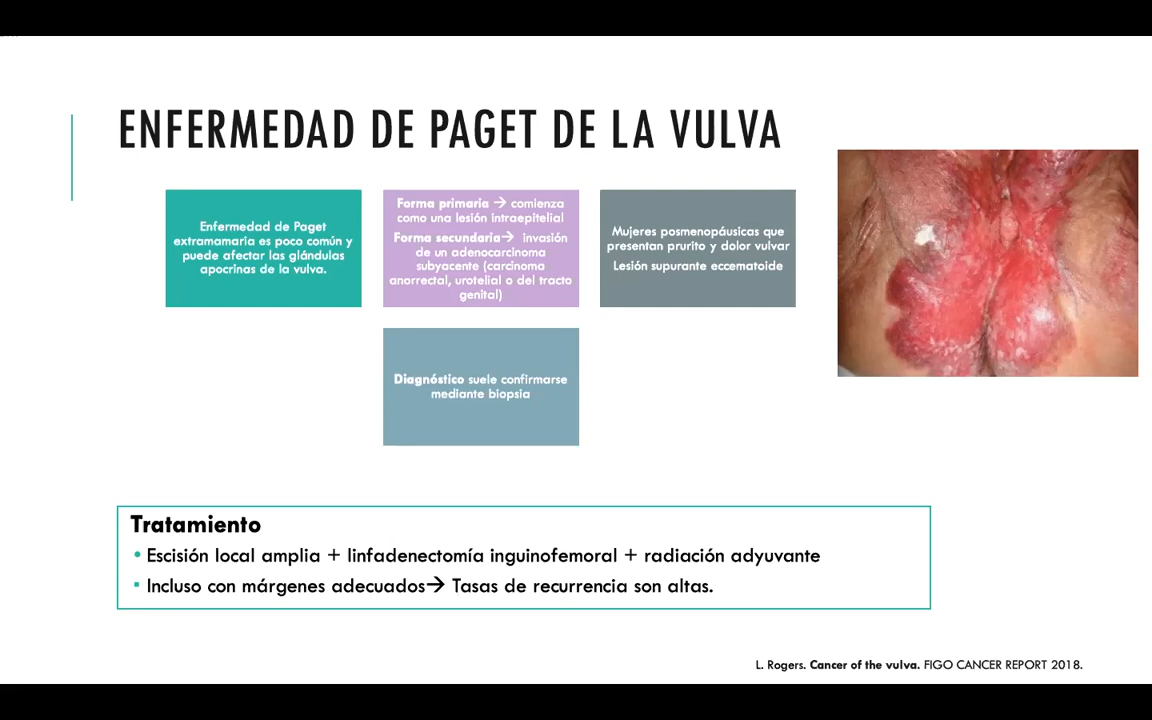 ENFERMEDAD DE PAGET DE LA VULVA
Enfermedad de Paget
extramamaria es poco común y
puede afectar las glándulas
apocrinas de la vulva.
Forma primaria → comienza
como una lesión intraepitelial
Forma secundaria→ invasión
de un adenocarcinoma
subyacente (carcinoma
anorrectal, urotelial o del tracto
genital)
Mujeres posmenopáusicas que
presentan prurito y dolor vulvar
Lesión supurante eccematoide
Diagnóstico suele confirmarse
mediante biopsia
Tratamiento
• Escisión local amplia + linfadenectomía inguinofemoral + radiación adyuvante
▪ Incluso con márgenes adecuados→ Tasas de recurrencia son altas.
L. Rogers. Cancer of the vulva. FIGO CANCER REPORT 2018.